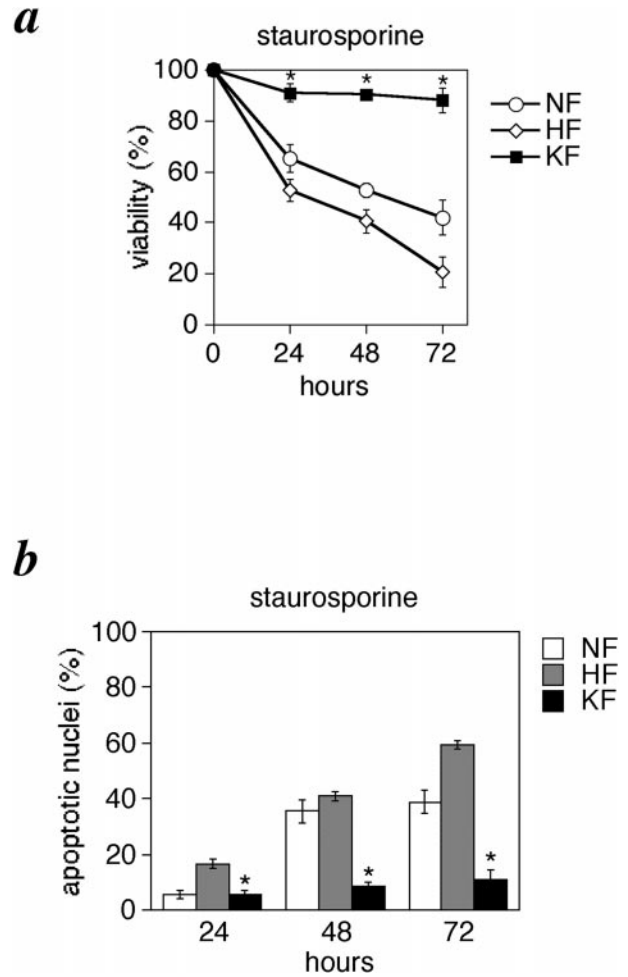 a
staurosporine
100
80
60
40
20
0
viability (%)
* * *
NF
HF
KF
0 24 48 72
hours
b
staurosporine
100
80
60
40
20
0
apoptotic nuclei (%)
NF
HF
KF
* * *
24 48 72
hours